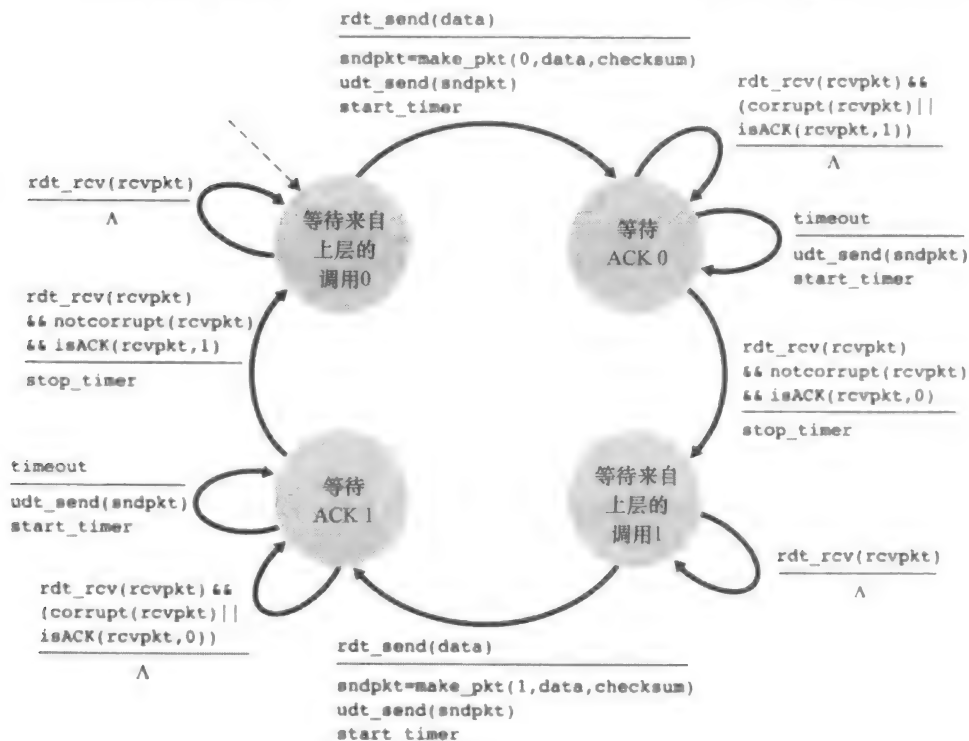 rdt_send(data)
sndpkt=make_pkt(0,data,checksum)
udt_send(sndpkt)
start_timer
rdt_rcv(rcvpkt) &&
(corrupt(rcvpkt)||
isACK(rcvpkt,1))
Λ
rdt_rcv(rcvpkt)
Λ
等待来自
上层的
调用0
等待
ACK 0
timeout
udt_send(sndpkt)
start_timer
rdt_rcv(rcvpkt)
&& notcorrupt(rcvpkt)
&& isACK(rcvpkt,1)
stop_timer
rdt_rcv(rcvpkt)
&& notcorrupt(rcvpkt)
&& isACK(rcvpkt,0)
stop_timer
timeout
udt_send(sndpkt)
start_timer
等待
ACK 1
等待来自
上层的
调用1
rdt_rcv(rcvpkt)
Λ
rdt_rcv(rcvpkt) &&
(corrupt(rcvpkt)||
isACK(rcvpkt,0))
Λ
rdt_send(data)
sndpkt=make_pkt(1,data,checksum)
udt_send(sndpkt)
start_timer